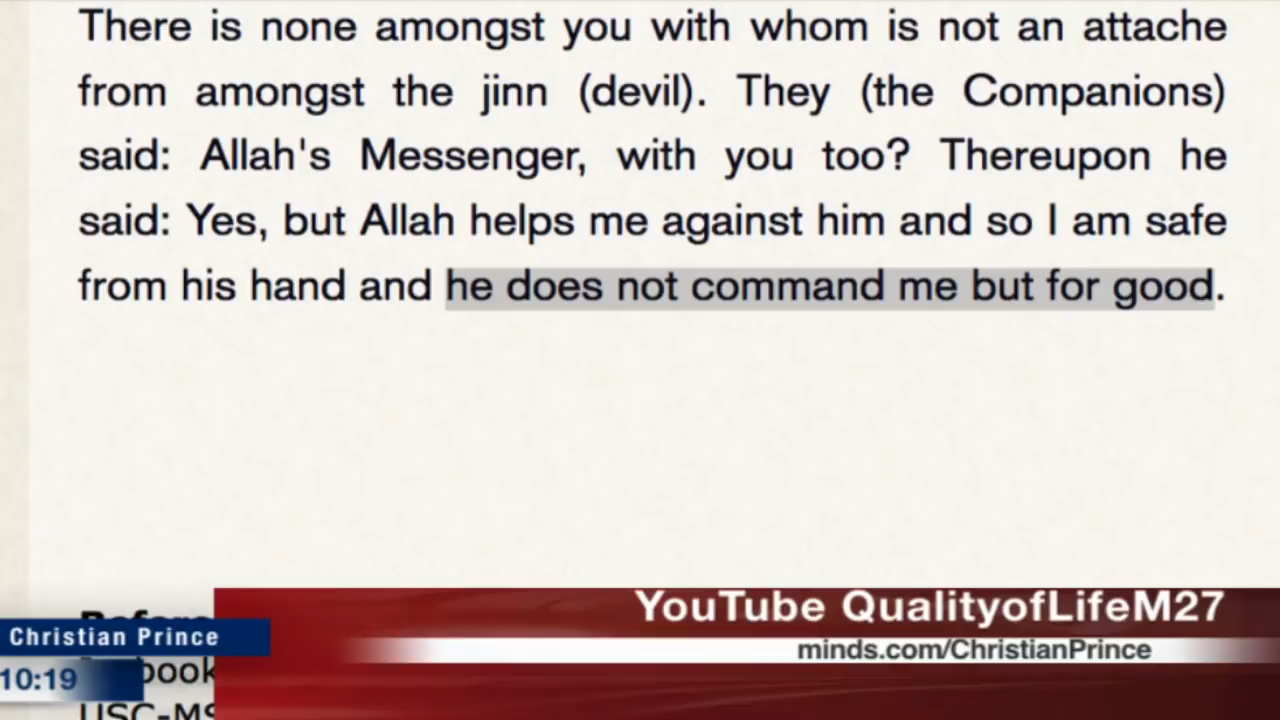 There is none amongst you with whom is not an attache
from amongst the jinn (devil). They (the Companions)
said: Allah's Messenger, with you too? Thereupon he
said: Yes, but Allah helps me against him and so I am safe
from his hand and he does not command me but for good.
YouTube QualityofLifeM27
Christian Prince
minds.com/ChristianPrince
10:19